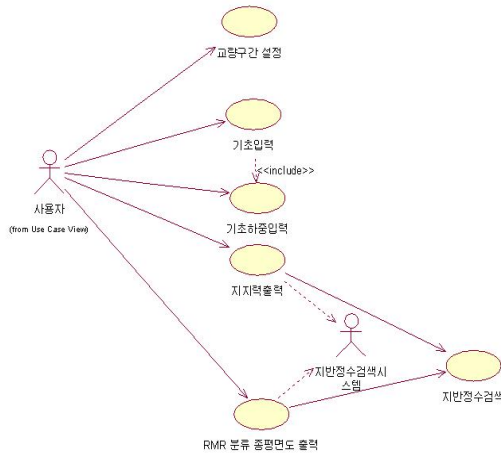 교량구간 설정
기초입력
<<include>>
사용자
(from Use Case View)
기초하중입력
지지력출력
지반정수검색시
스템
지반정수검색
RMR 분류 종평면도 출력